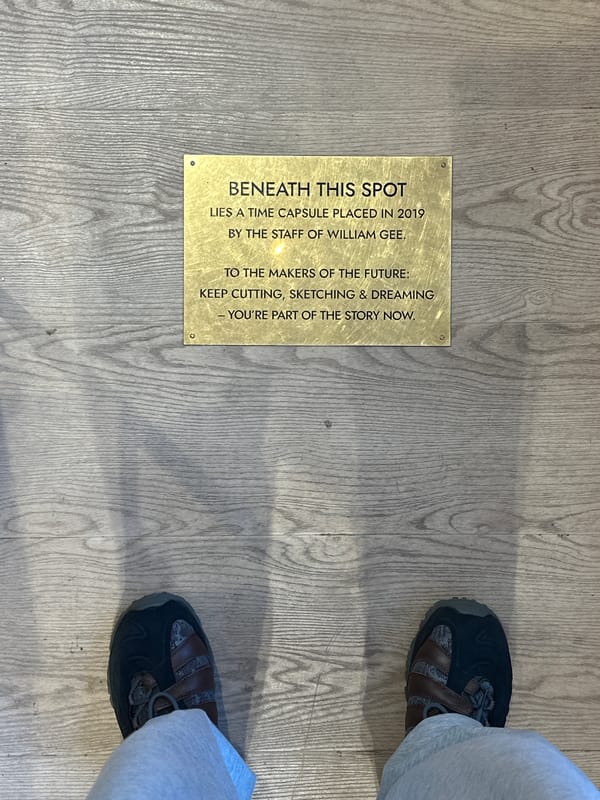 BENEATH THIS SPOT
LIES A TIME CAPSULE PLACED IN 2019
BY THE STAFF OF WILLIAM GEE.
TO THE MAKERS OF THE FUTURE:
KEEP CUTTING, SKETCHING & DREAMING
– YOU'RE PART OF THE STORY NOW.